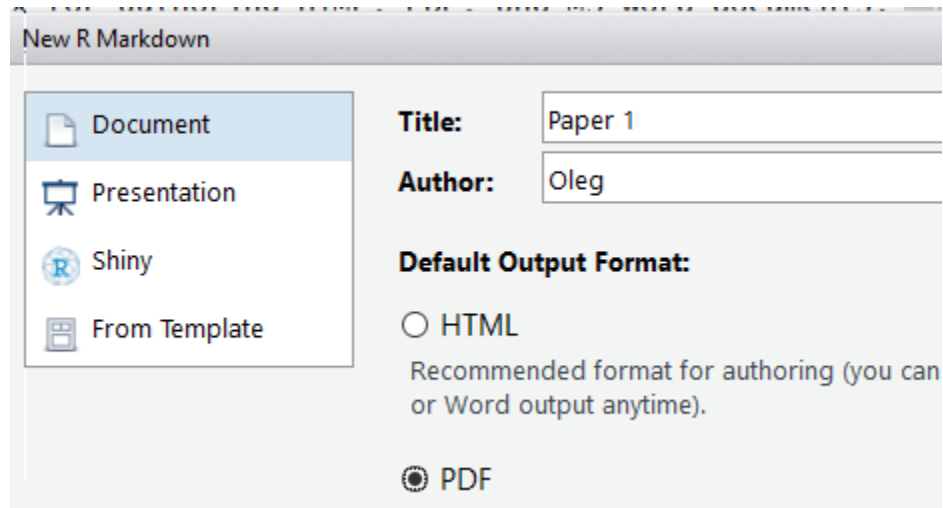 New R Markdown
Document
Presentation
Shiny
From Template
Title: Paper 1
Author: Oleg
Default Output Format:
HTML
Recommended format for authoring (you can
or Word output anytime).
PDF